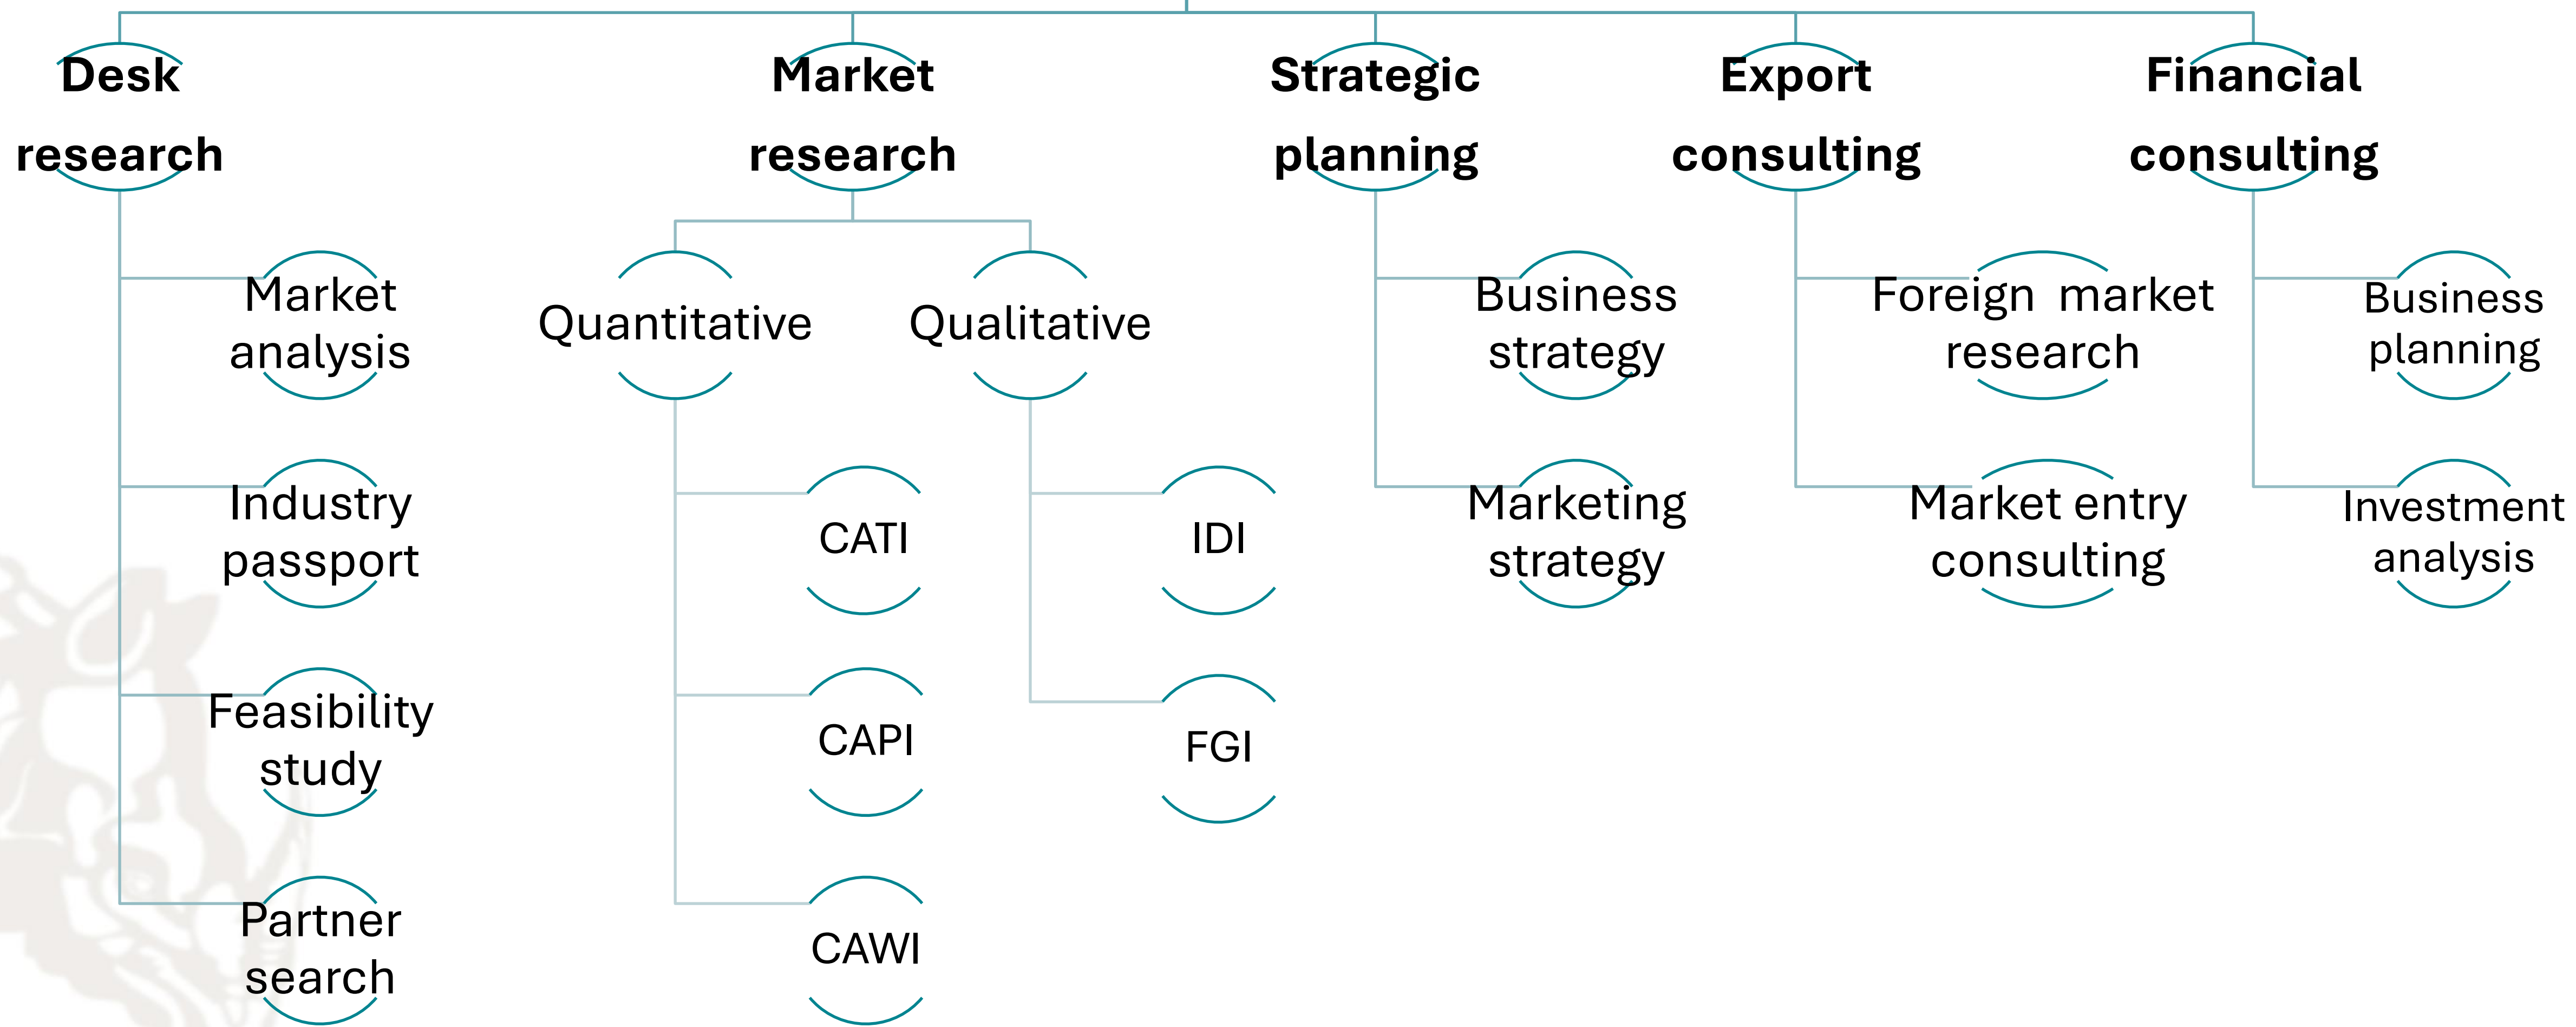 Desk
research
Market
analysis
Industry
passport
Feasibility
study
Partner
search
Market
research
Quantitative
CATI
CAPI
CAWI
Qualitative
IDI
FGI
Strategic
planning
Business
strategy
Marketing
strategy
Export
consulting
Foreign  market
research
Market entry
consulting
Financial
consulting
Business
planning
Investment
analysis